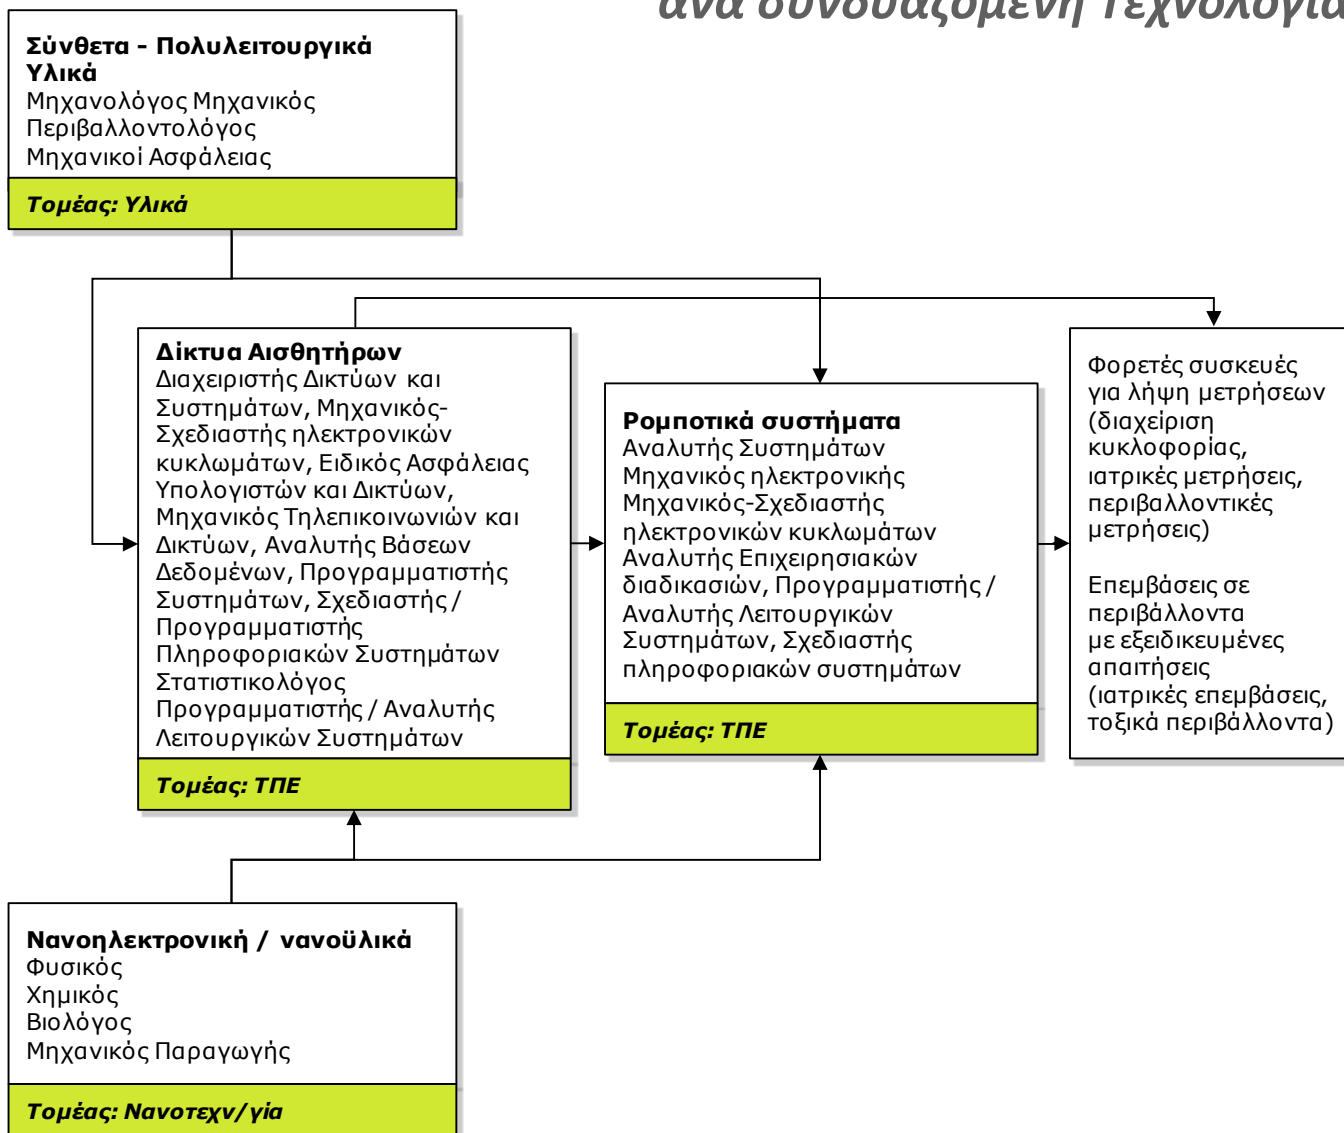 ανά συνδυαζόμενη Τεχνολογία
Σύνθετα - Πολυλειτουργικά
Υλικά
Μηχανολόγος Μηχανικός
Περιβαλλοντολόγος
Μηχανικοί Ασφάλειας
Τομέας: Υλικά
Δίκτυα Αισθητήρων
Διαχειριστής Δικτύων και
Συστημάτων, Μηχανικός-
Σχεδιαστής ηλεκτρονικών
κυκλωμάτων, Ειδικός Ασφάλειας
Υπολογιστών και Δικτύων,
Μηχανικός Τηλεπικοινωνιών και
Δικτύων, Αναλυτής Βάσεων
Δεδομένων, Προγραμματιστής
Συστημάτων, Σχεδιαστής /
Προγραμματιστής
Πληροφοριακών Συστημάτων
Στατιστικολόγος
Προγραμματιστής / Αναλυτής
Λειτουργικών Συστημάτων
Τομέας: ΤΠΕ
Ρομποτικά συστήματα
Αναλυτής Συστημάτων
Μηχανικός ηλεκτρονικής
Μηχανικός-Σχεδιαστής
ηλεκτρονικών κυκλωμάτων
Αναλυτής Επιχειρησιακών
διαδικασιών, Προγραμματιστής /
Αναλυτής Λειτουργικών
Συστημάτων, Σχεδιαστής
πληροφοριακών συστημάτων
Τομέας: ΤΠΕ
Φορετές συσκευές
για λήψη μετρήσεων
(διαχείριση
κυκλοφορίας,
ιατρικές μετρήσεις,
περιβαλλοντικές
μετρήσεις)
Επεμβάσεις σε
περιβάλλοντα
με εξειδικευμένες
απαιτήσεις
(ιατρικές επεμβάσεις,
τοξικά περιβάλλοντα)
Νανοηλεκτρονική / νανοϋλικά
Φυσικός
Χημικός
Βιολόγος
Μηχανικός Παραγωγής
Τομέας: Νανοτεχν/γία